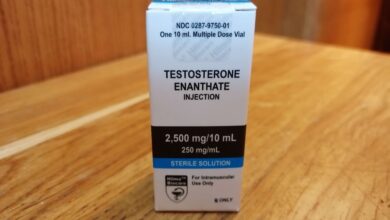 NDC 0287-9750-01
One 10 ml. Multiple Dose Vial
TESTOSTERONE
ENANTHATE
INJECTION
2,500 mg/10 mL
250 mg/mL
STERILE SOLUTION
For Intramuscular
Use Only
ONLY